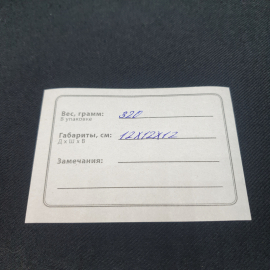 Вес, грамм: 320
В упаковке
Габариты, см: 12х12х12
Д х Ш х В
Замечания: